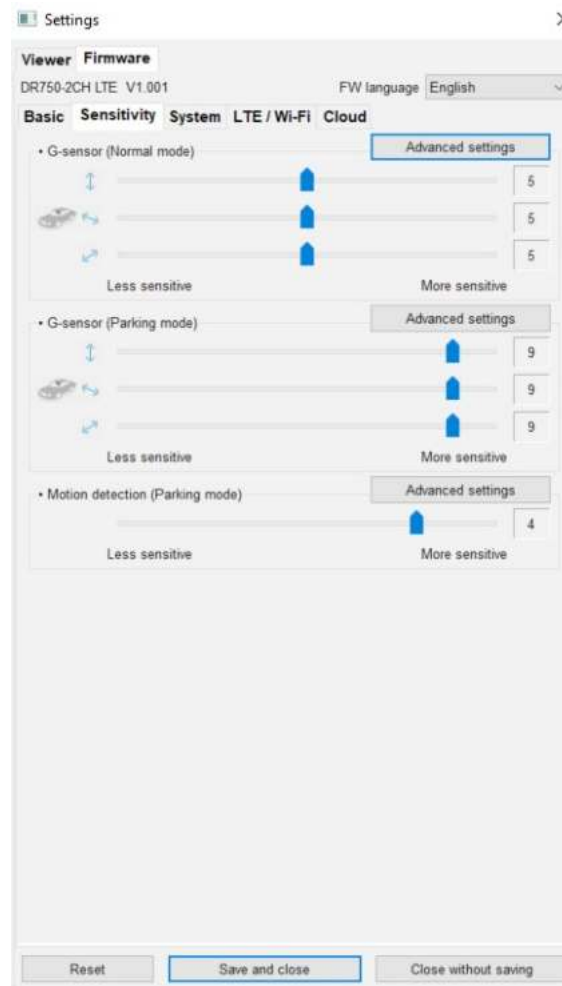 Settings
Viewer Firmware
DR750-2CH LTE V1.001 FW language English
Basic Sensitivity System LTE / Wi-Fi Cloud
• G-sensor (Normal mode) Advanced settings
5
5
5
Less sensitive More sensitive
• G-sensor (Parking mode) Advanced settings
9
9
9
Less sensitive More sensitive
• Motion detection (Parking mode) Advanced settings
4
Less sensitive More sensitive
Reset Save and close Close without saving